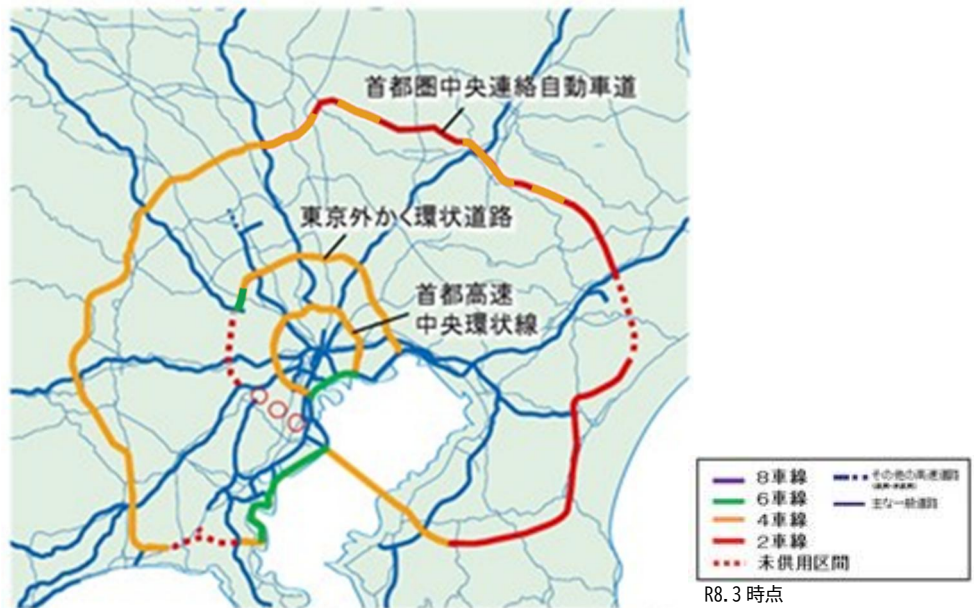 首都圏中央連絡自動車道
東京外かく環状道路
首都高速
中央環状線
8車線
6車線
4車線
2車線
未供用区間
その他の高速道路
主な一般道路
R8.3時点